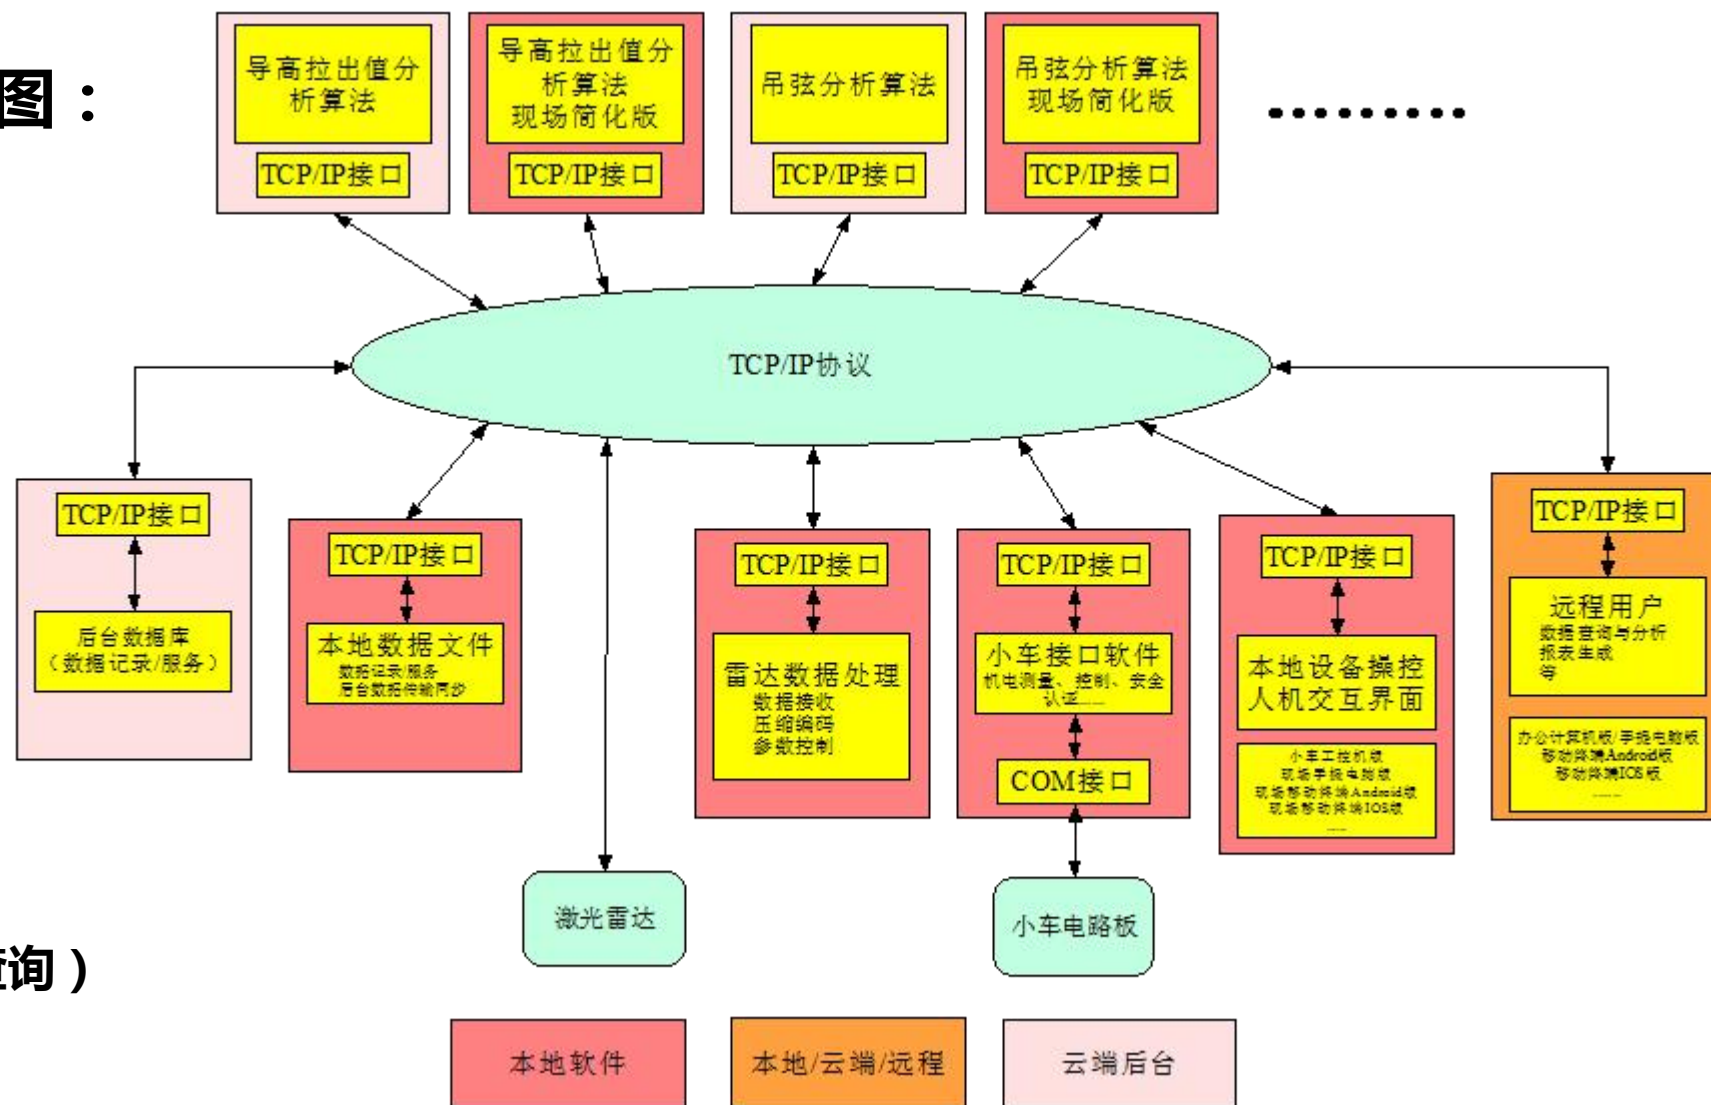 图：
导高拉出值分
析算法
TCP/IP接口
导高拉出值分
析算法
现场简化版
TCP/IP接口
吊弦分析算法
TCP/IP接口
吊弦分析算法
现场简化版
TCP/IP接口
………
TCP/IP协议
TCP/IP接口
后台数据库
（数据记录/服务）
TCP/IP接口
本地数据文件
数据记录/服务
后台数据传输同步
TCP/IP接口
雷达数据处理
数据接收
压缩编码
参数控制
TCP/IP接口
小车接口软件
机电测量、控制、安全
认证……
COM接口
TCP/IP接口
本地设备操控
人机交互界面
小车工控机版
现场手提电脑版
现场移动终端Android版
现场移动终端IOS版
……
TCP/IP接口
远程用户
数据查询与分析
报表生成
等
办公计算机版/手提电脑版
移动终端Android版
移动终端IOS版
……
激光雷达
小车电路板
查询）
本地软件
本地/云端/远程
云端后台